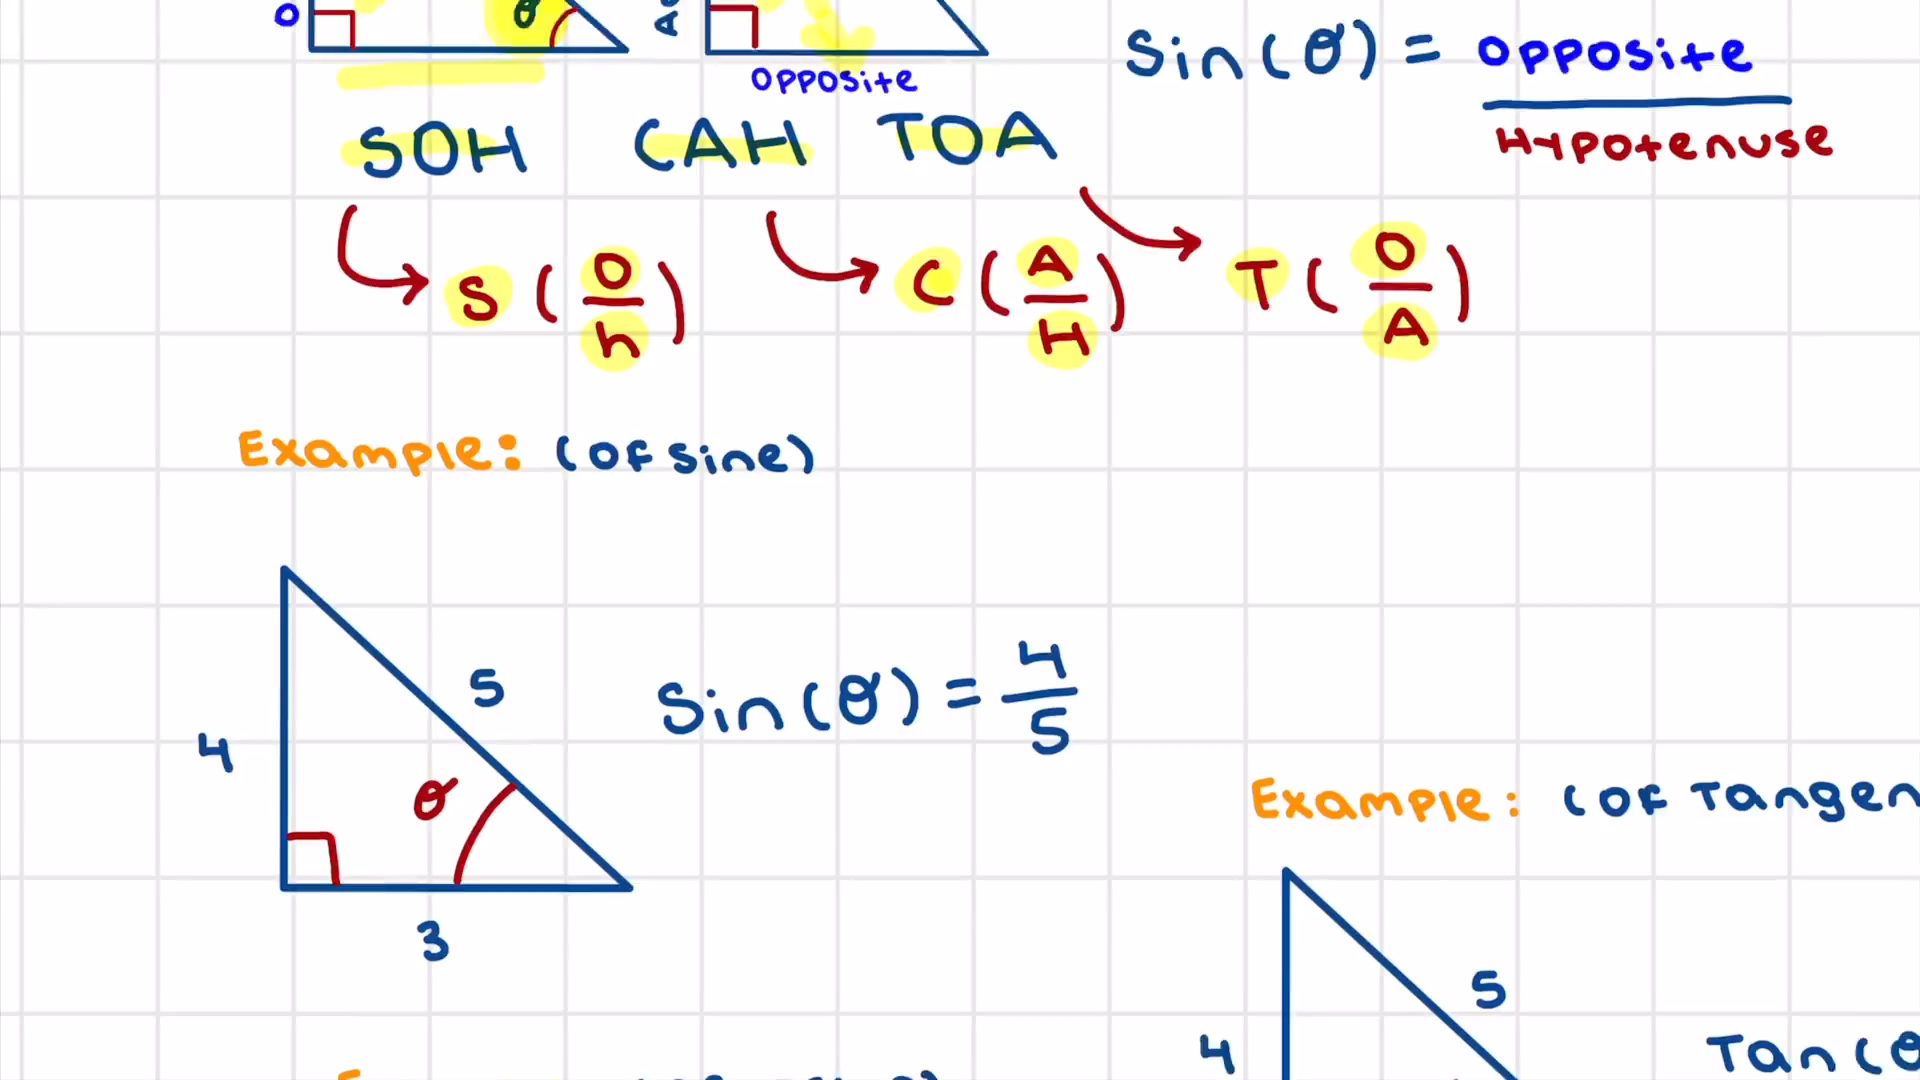 O
θ
Opposite
Sin(θ) = Opposite
Hypotenuse
SOH CAH TOA
S (O/h) C (A/H) T (O/A)
Example: (Of Sine)
4
5
θ
3
Sin(θ) = 4/5
Example: (Of Tangen
5
4
Tan(θ